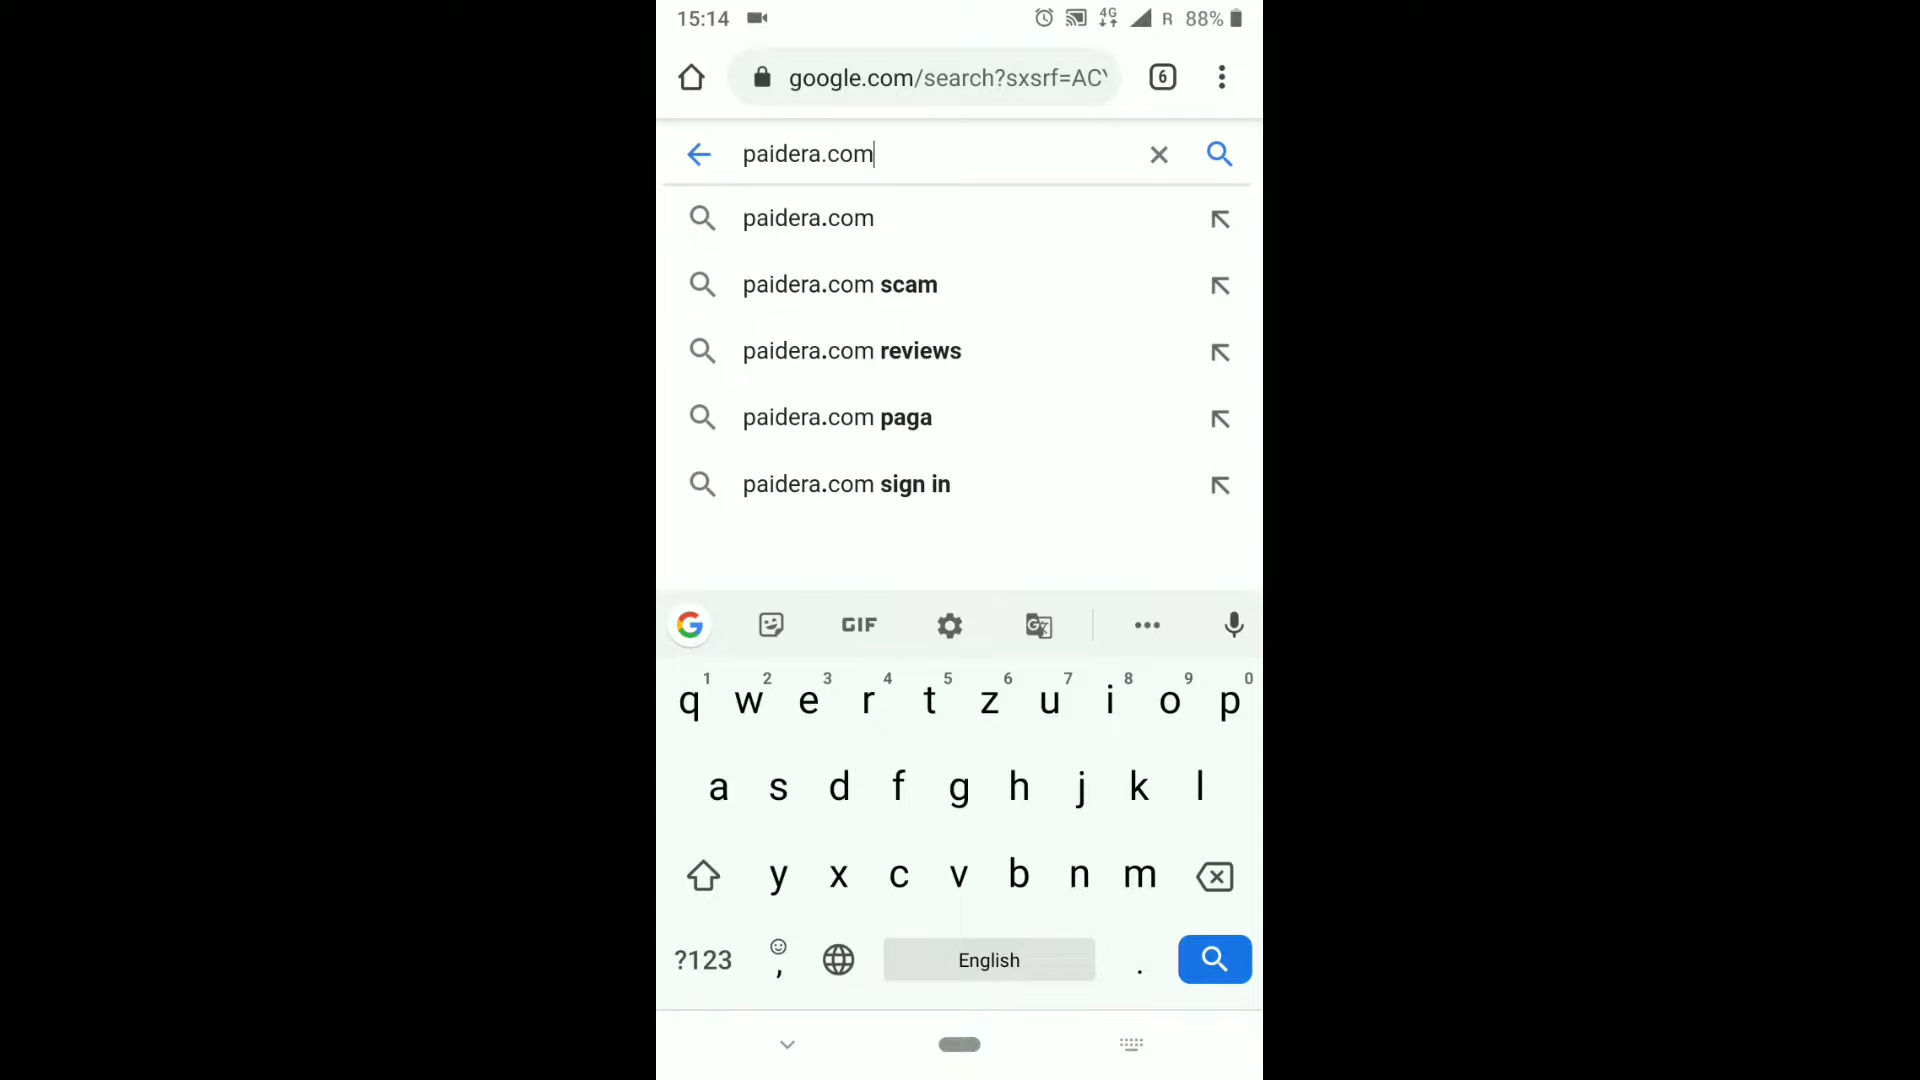 15:14 4G R 88%
google.com/search?sxsrf=AC
6
paidera.com
paidera.com
paidera.com scam
paidera.com reviews
paidera.com paga
paidera.com sign in
G GIF G
1 2 3 4 5 6 7 8 9 0
q w e r t z u i o p
a s d f g h j k l
y x c v b n m
?123 , English .